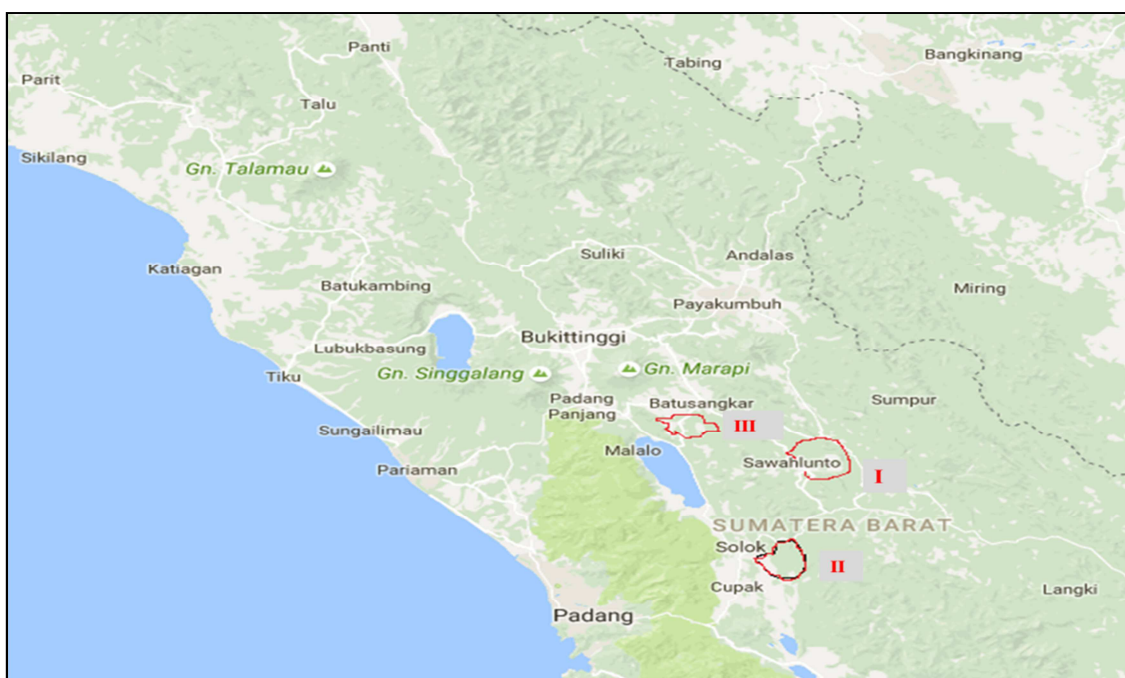 Panti
Bangkinang
Tabing
Parit
Talu
Sikilang
Gn. Talamau
Suliki
Andalas
Katiagan
Batukambing
Miring
Payakumbuh
Bukittinggi
Lubukbasung
Gn. Singgalang
Gn. Marapi
Tiku
Padang
Panjang
Batusangkar
Sumpur
III
Sungailimau
Malalo
Pariaman
Sawahlunto
I
SUMATERA BARAT
Solok
II
Cupak
Langki
Padang